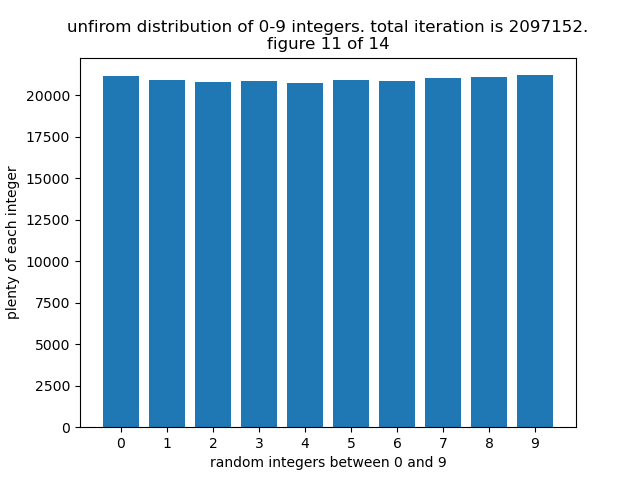 unfirom distribution of 0-9 integers. total iteration is 2097152.
figure 11 of 14
plenty of each integer
20000
17500
15000
12500
10000
7500
5000
2500
0
0 1 2 3 4 5 6 7 8 9
random integers between 0 and 9